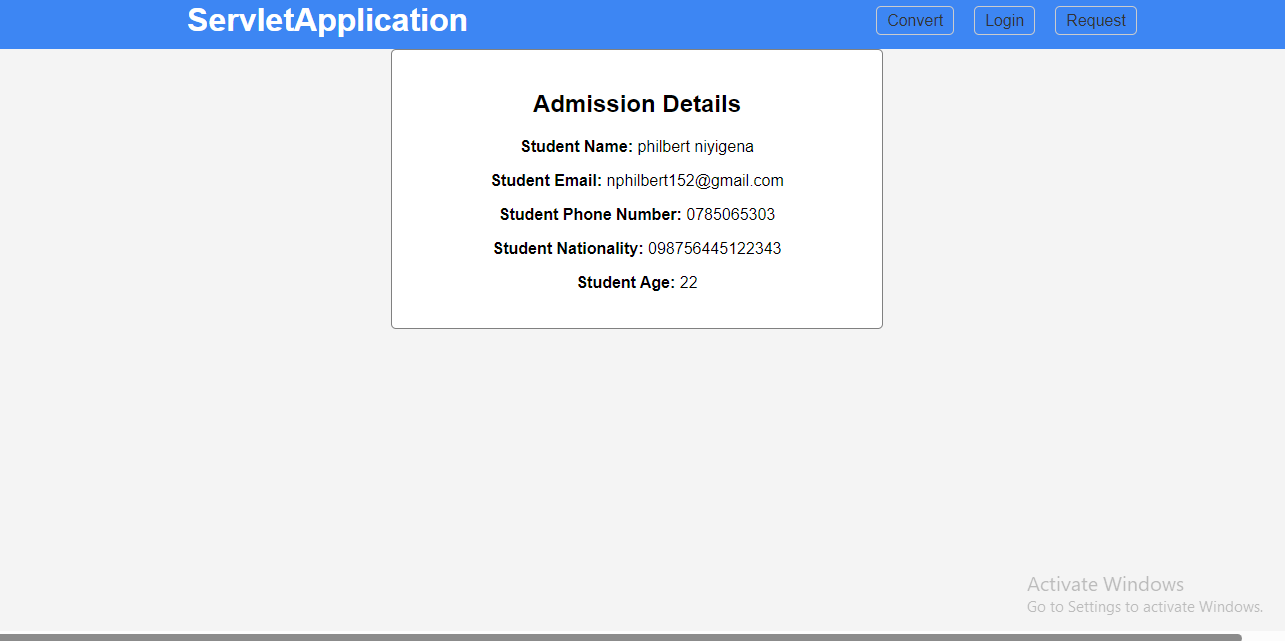 ServletApplication
Convert
Login
Request
Admission Details
Student Name: philbert niyigena
Student Email: nphilbert152@gmail.com
Student Phone Number: 0785065303
Student Nationality: 098756445122343
Student Age: 22
Activate Windows
Go to Settings to activate Windows.